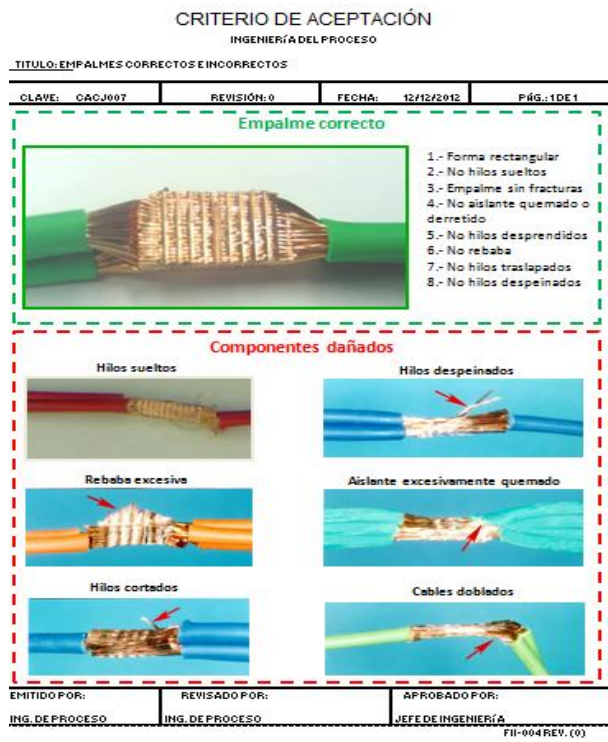 CRITERIO DE ACEPTACIÓN
INGENIERÍA DEL PROCESO
TITULO: EMPALMES CORRECTOS E INCORRECTOS
CLAVE: CACJ007 REVISIÓN: 0 FECHA: 12/12/2012 PÁG.: 1 DE 1
Empalme correcto
1.- Forma rectangular
2.- No hilos sueltos
3.- Empalme sin fracturas
4.- No aislante quemado o
derretido
5.- No hilos desprendidos
6.- No rebaba
7.- No hilos traslapados
8.- No hilos despeinados
Componentes dañados
Hilos sueltos
Hilos despeinados
Rebaba excesiva
Aislante excesivamente quemado
Hilos cortados
Cables doblados
EMITIDO POR: REVISADO POR: APROBADO POR:
ING. DE PROCESO ING. DE PROCESO JEFE DE INGENIERÍA
FII-004 REV. (0)